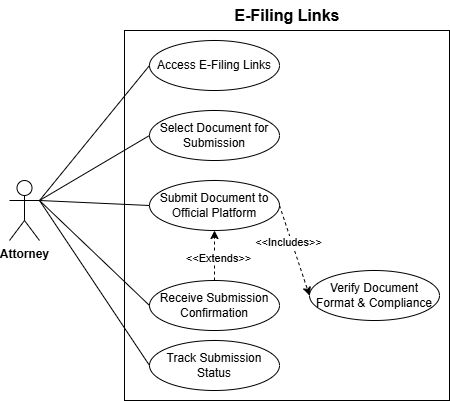 E-Filing Links
Access E-Filing Links
Select Document for
Submission
Submit Document to
Official Platform
<<Includes>>
Attorney
<<Extends>>
Receive Submission
Confirmation
Verify Document
Format & Compliance
Track Submission
Status